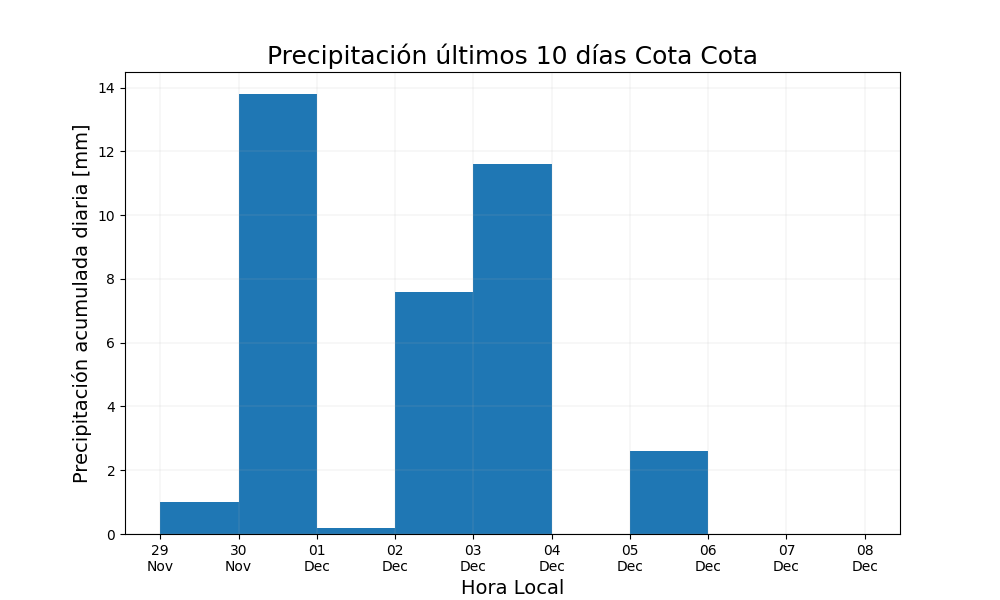 Precipitación últimos 10 días Cota Cota
Precipitación acumulada diaria [mm]
14
12
10
8
6
4
2
0
29 30 01 02 03 04 05 06 07 08
Nov Nov Dec Dec Dec Dec Dec Dec Dec Dec
Hora Local